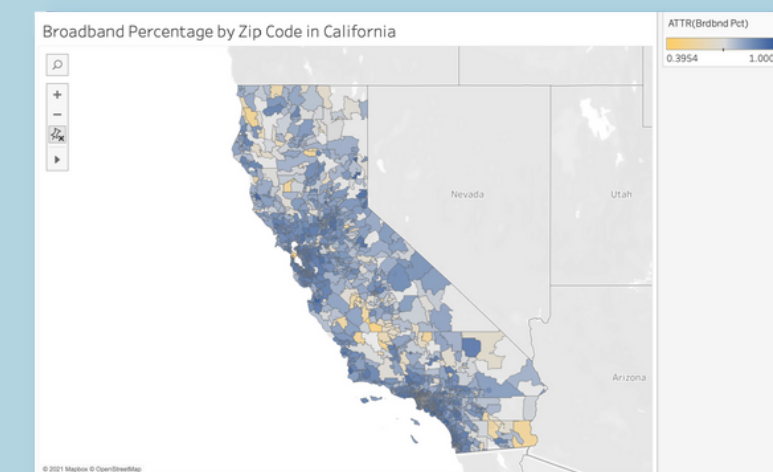 Broadband Percentage by Zip Code in California
ATTR(Brdbnd Pct)
0.3954 1.000
Nevada
Utah
Arizona
© 2021 Mapbox © OpenStreetMap